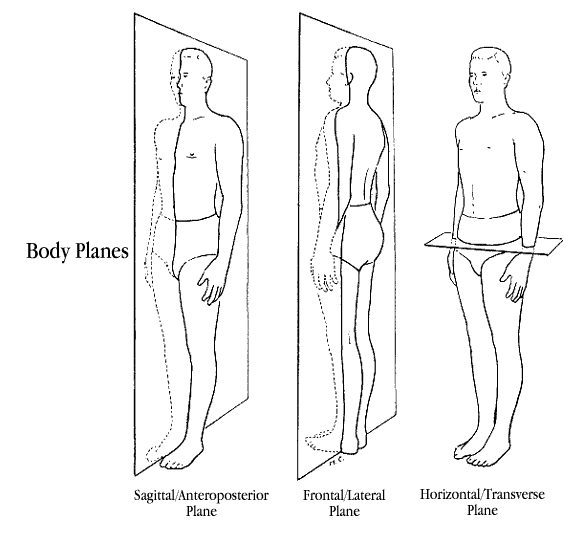 Body Planes
Sagittal/Anteroposterior
Plane
Frontal/Lateral
Plane
Horizontal/Transverse
Plane